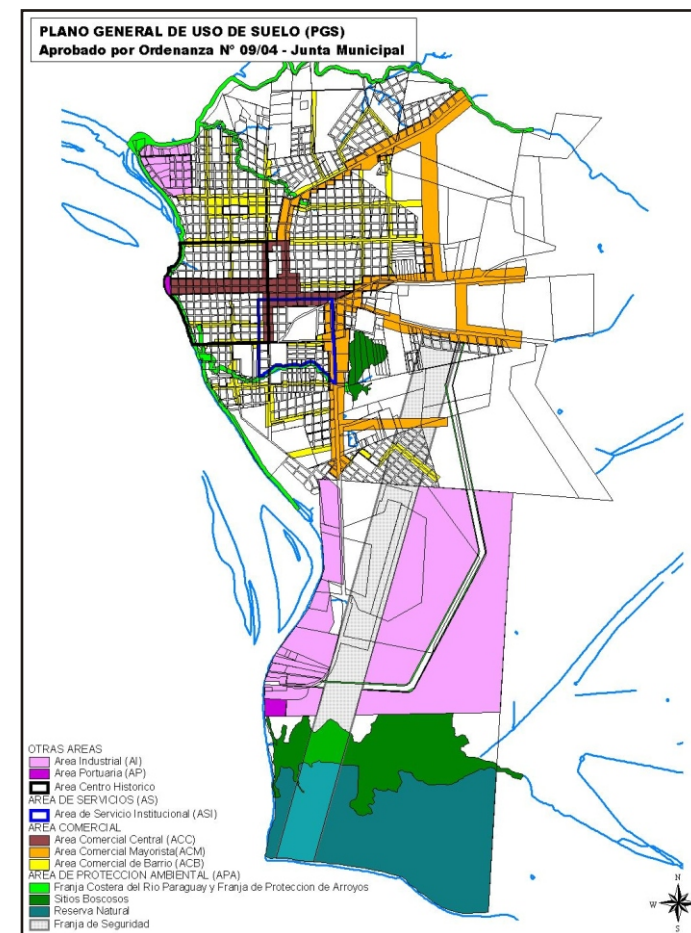 PLANO GENERAL DE USO DE SUELO (PGS)
Aprobado por Ordenanza Nº 09/04 - Junta Municipal
OTRAS AREAS
Area Industrial (AI)
Area Portuaria (AP)
Area Centro Historico
AREA DE SERVICIOS (AS)
Area de Servicio Institucional (ASI)
AREA COMERCIAL
Area Comercial Central (ACC)
Area Comercial Mayorista(ACM)
Area Comercial de Barrio (ACB)
AREA DE PROTECCION AMBIENTAL (APA)
Franja Costera del Rio Paraguay y Franja de Proteccion de Arroyos
Sitios Boscosos
Reserva Natural
Franja de Seguridad
N
W
E
S